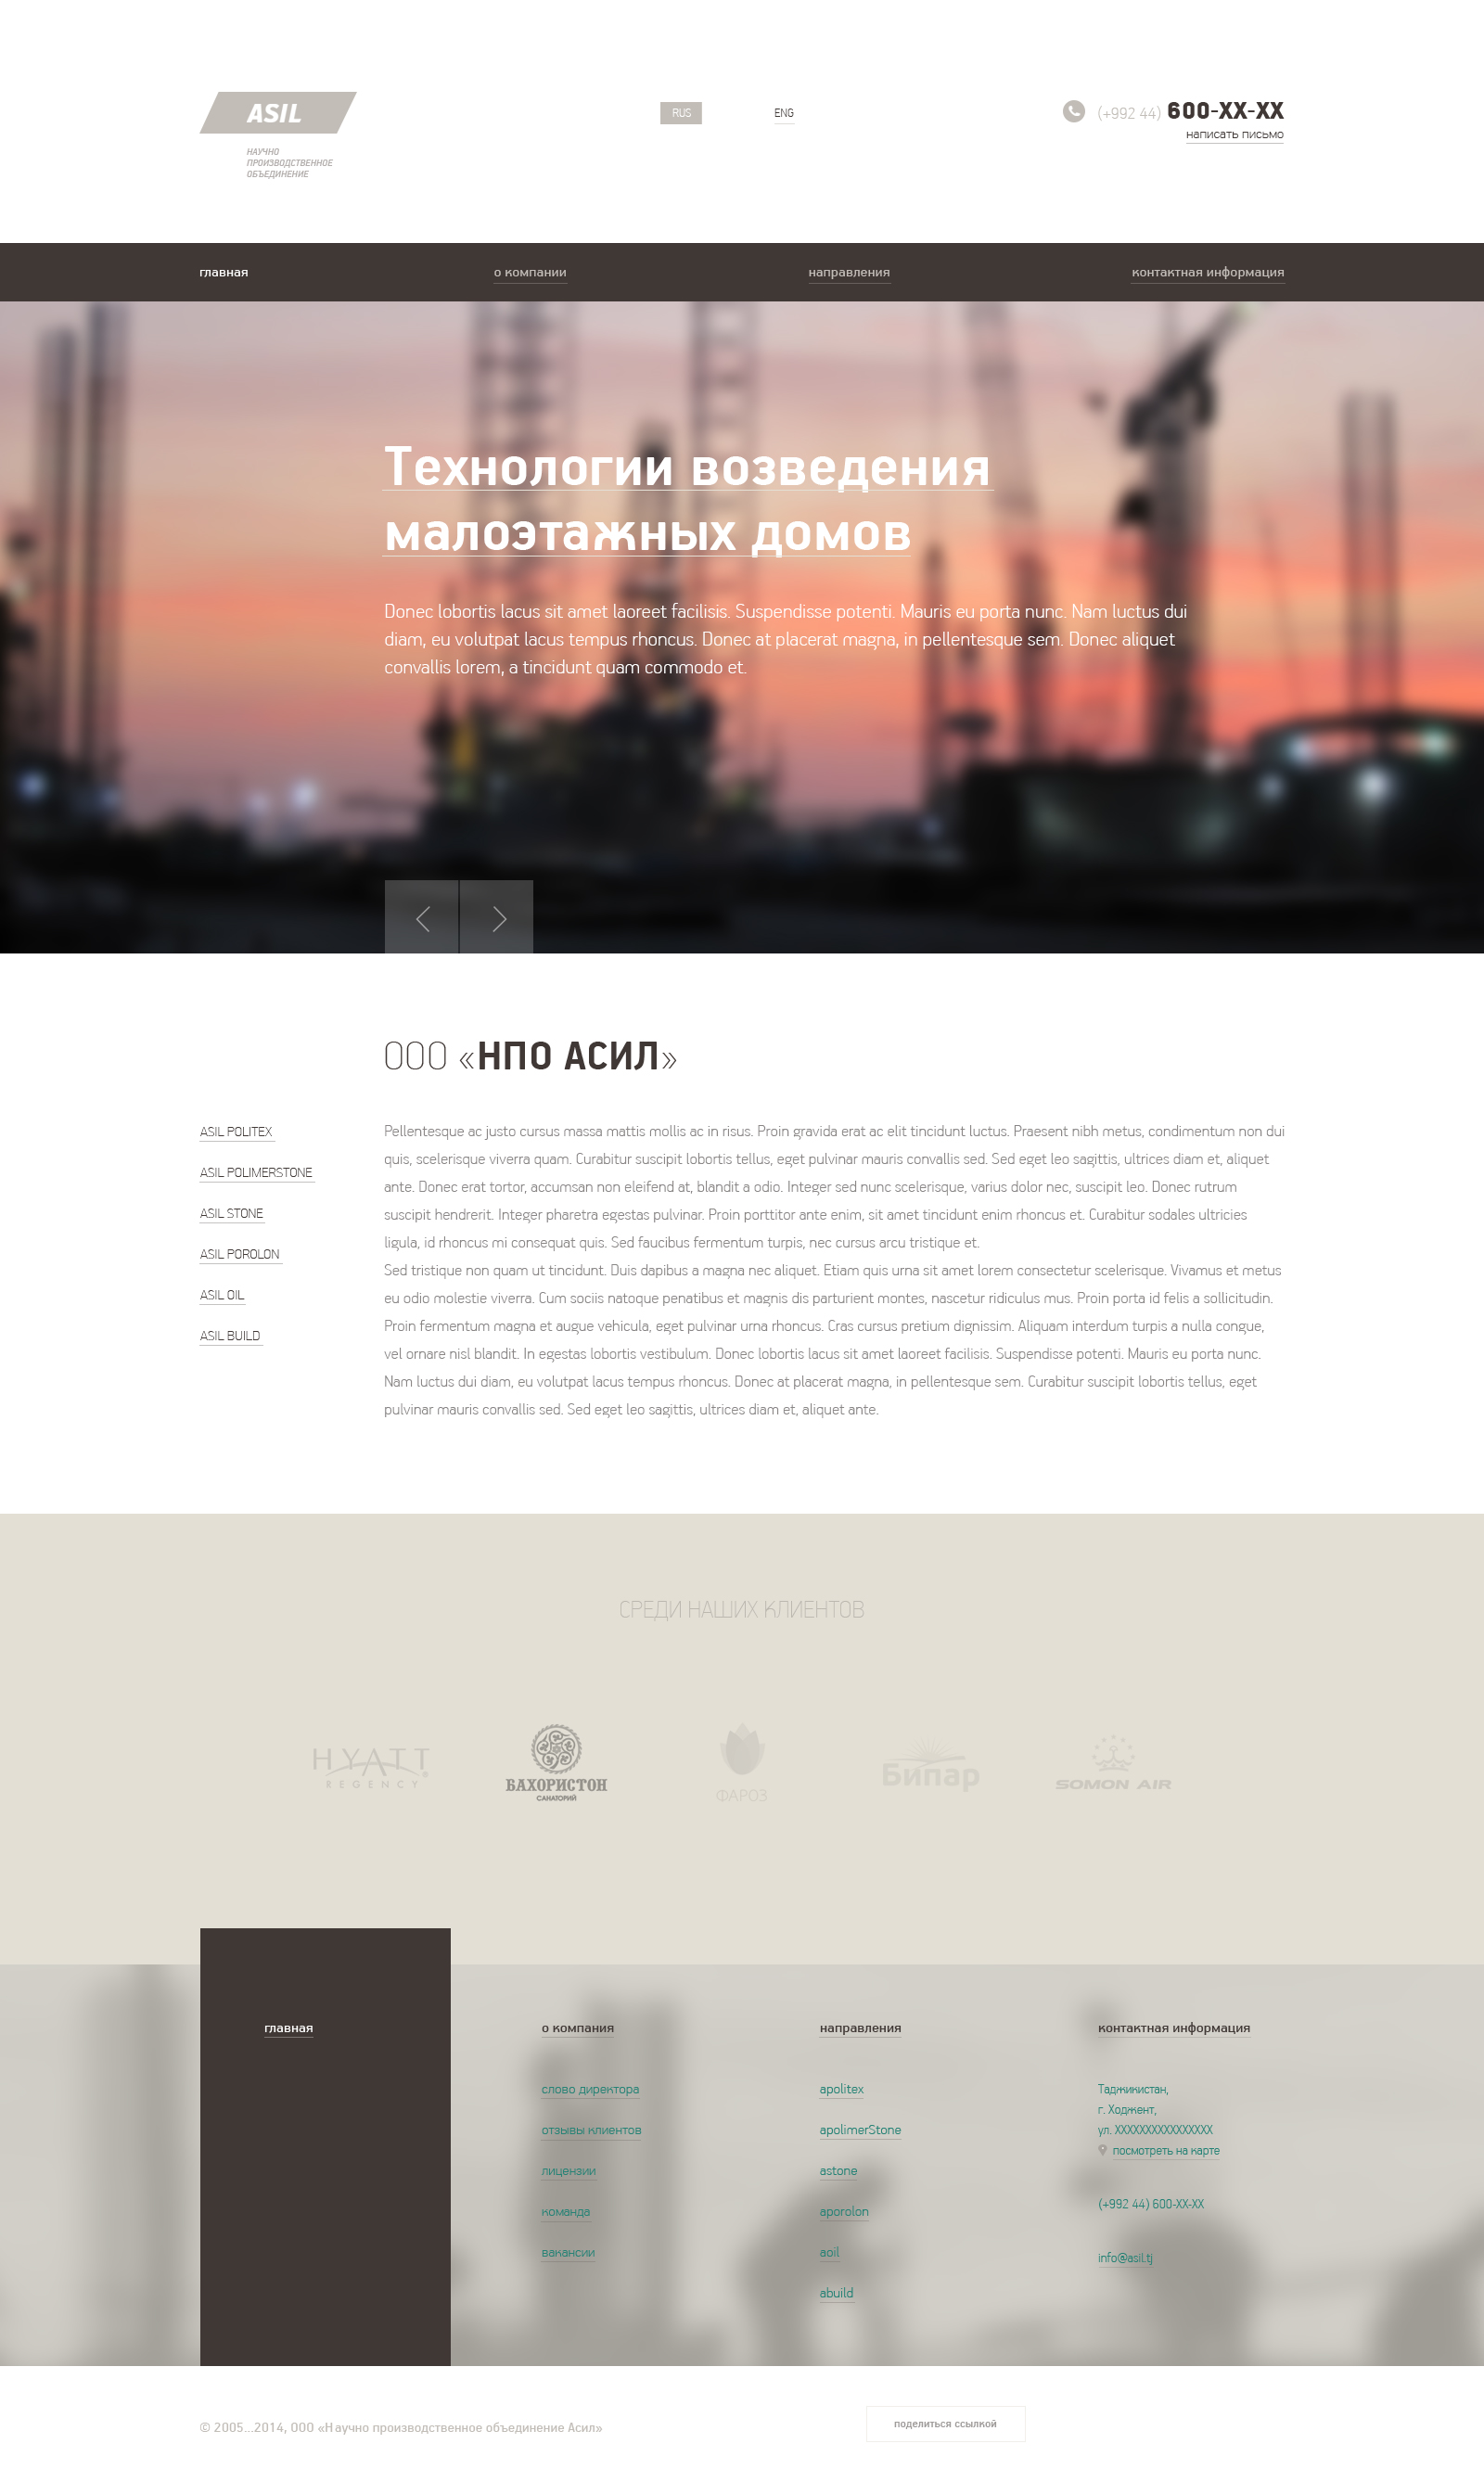 ASIL
НАУЧНО
ПРОИЗВОДСТВЕННОЕ
ОБЪЕДИНЕНИЕ
RUS
ENG
(+992 44) 600-XX-XX
написать письмо
главная
о компании
направления
контактная информация
Технологии возведения
малоэтажных домов
Donec lobortis lacus sit amet laoreet facilisis. Suspendisse potenti. Mauris eu porta nunc. Nam luctus dui
diam, eu volutpat lacus tempus rhoncus. Donec at placerat magna, in pellentesque sem. Donec aliquet
convallis lorem, a tincidunt quam commodo et.
ООО «НПО АСИЛ»
ASIL POLITEX
ASIL POLIMERSTONE
ASIL STONE
ASIL POROLON
ASIL OIL
ASIL BUILD
Pellentesque ac justo cursus massa mattis mollis ac in risus. Proin gravida erat ac elit tincidunt luctus. Praesent nibh metus, condimentum non dui
quis, scelerisque viverra quam. Curabitur suscipit lobortis tellus, eget pulvinar mauris convallis sed. Sed eget leo sagittis, ultrices diam et, aliquet
ante. Donec erat tortor, accumsan non eleifend at, blandit a odio. Integer sed nunc scelerisque, varius dolor nec, suscipit leo. Donec rutrum
suscipit hendrerit. Integer pharetra egestas pulvinar. Proin porttitor ante enim, sit amet tincidunt enim rhoncus et. Curabitur sodales ultricies
ligula, id rhoncus mi consequat quis. Sed faucibus fermentum turpis, nec cursus arcu tristique et.
Sed tristique non quam ut tincidunt. Duis dapibus a magna nec aliquet. Etiam quis urna sit amet lorem consectetur scelerisque. Vivamus et metus
eu odio molestie viverra. Cum sociis natoque penatibus et magnis dis parturient montes, nascetur ridiculus mus. Proin porta id felis a sollicitudin.
Proin fermentum magna et augue vehicula, eget pulvinar urna rhoncus. Cras cursus pretium dignissim. Aliquam interdum turpis a nulla congue,
vel ornare nisl blandit. In egestas lobortis vestibulum. Donec lobortis lacus sit amet laoreet facilisis. Suspendisse potenti. Mauris eu porta nunc.
Nam luctus dui diam, eu volutpat lacus tempus rhoncus. Donec at placerat magna, in pellentesque sem. Curabitur suscipit lobortis tellus, eget
pulvinar mauris convallis sed. Sed eget leo sagittis, ultrices diam et, aliquet ante.
СРЕДИ НАШИХ КЛИЕНТОВ
HYATT
REGENCY
БАХОРИСТОН
САНАТОРИЙ
ФАРОЗ
Бипар
SOMON AIR
главная
о компания
слово директора
отзывы клиентов
лицензии
команда
вакансии
направления
apolitex
apolimerStone
astone
aporolon
aoil
abuild
контактная информация
Таджикистан,
г. Ходжент,
ул. XXXXXXXXXXXXXXXX
посмотреть на карте
(+992 44) 600-XX-XX
info@asil.tj
© 2005...2014, ООО «Научно производственное объединение Асил»
поделиться ссылкой